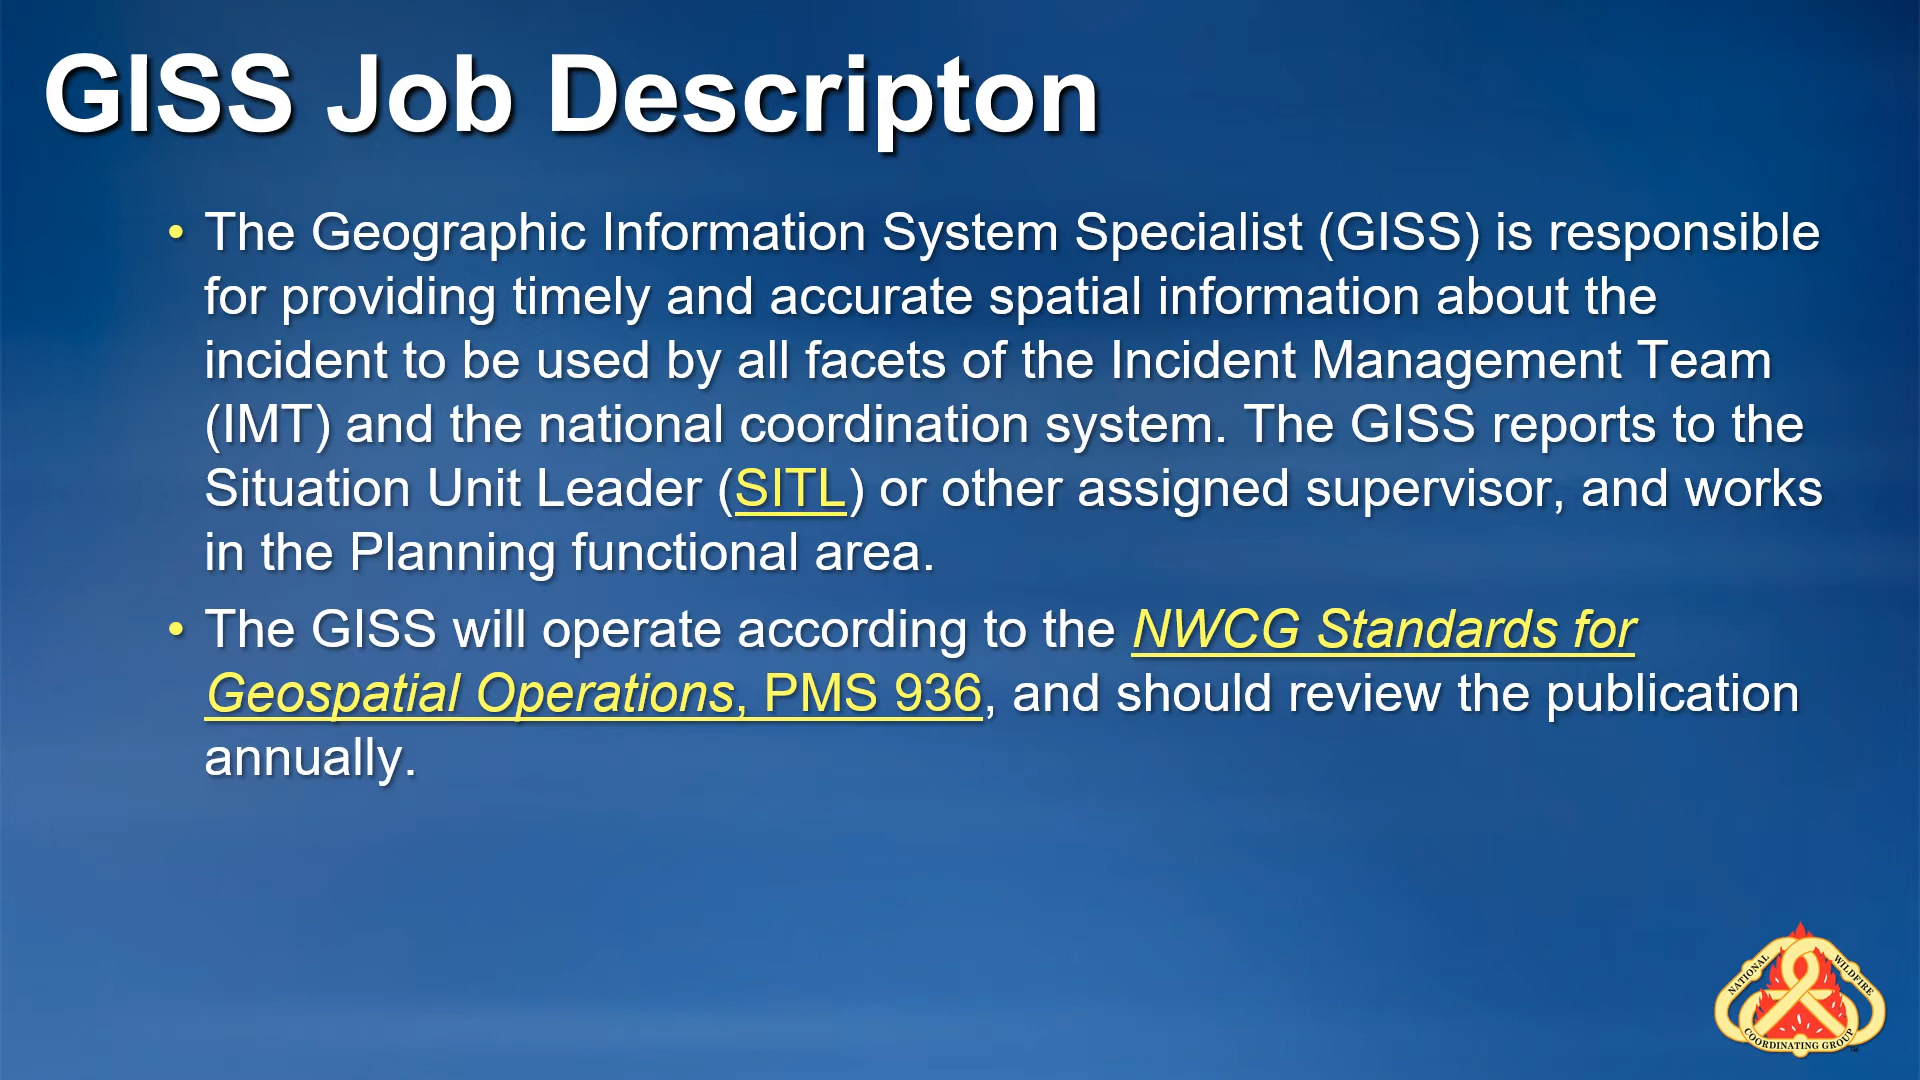 GISS Job Descripton
• The Geographic Information System Specialist (GISS) is responsible
for providing timely and accurate spatial information about the
incident to be used by all facets of the Incident Management Team
(IMT) and the national coordination system. The GISS reports to the
Situation Unit Leader (SITL) or other assigned supervisor, and works
in the Planning functional area.
• The GISS will operate according to the NWCG Standards for
Geospatial Operations, PMS 936, and should review the publication
annually.
NATIONAL WILDFIRE
COORDINATING GROUP
TM